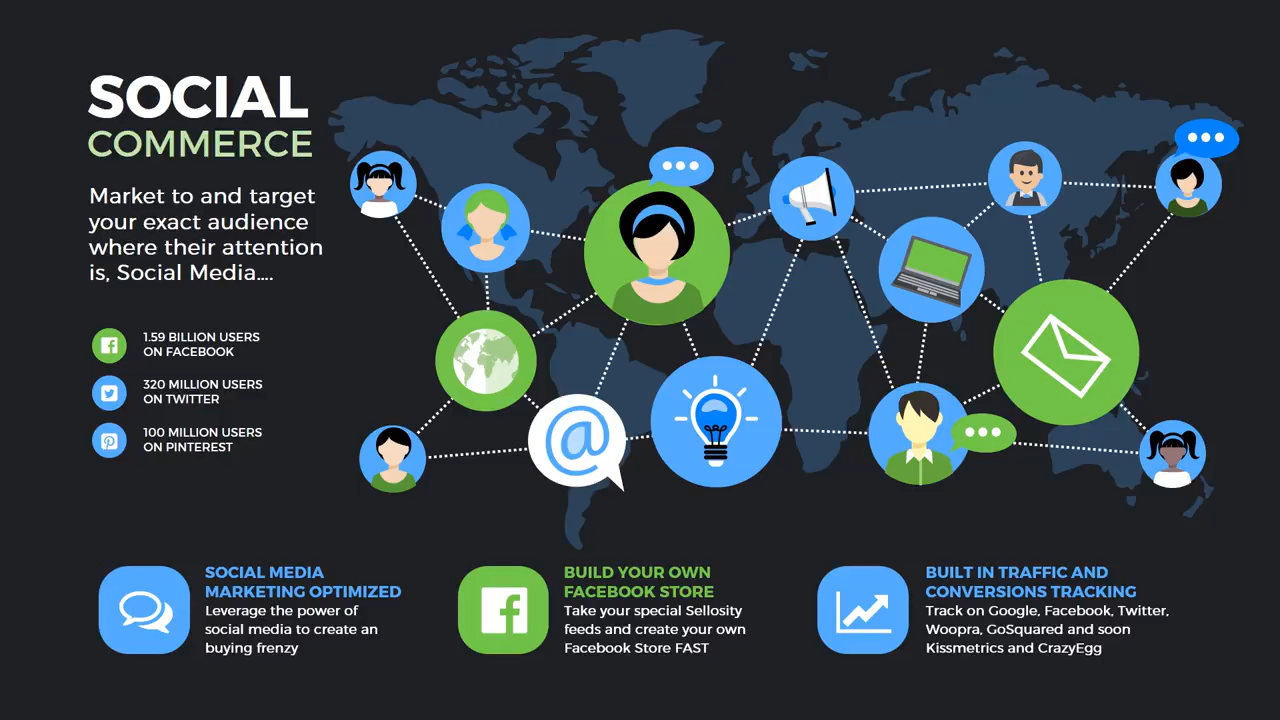 SOCIAL
COMMERCE
Market to and target
your exact audience
where their attention
is, Social Media....
1.59 BILLION USERS
ON FACEBOOK
320 MILLION USERS
ON TWITTER
100 MILLION USERS
ON PINTEREST
@
SOCIAL MEDIA
MARKETING OPTIMIZED
Leverage the power of
social media to create an
buying frenzy
BUILD YOUR OWN
FACEBOOK STORE
Take your special Sellosity
feeds and create your own
Facebook Store FAST
BUILT IN TRAFFIC AND
CONVERSIONS TRACKING
Track on Google, Facebook, Twitter,
Woopra, GoSquared and soon
Kissmetrics and CrazyEgg